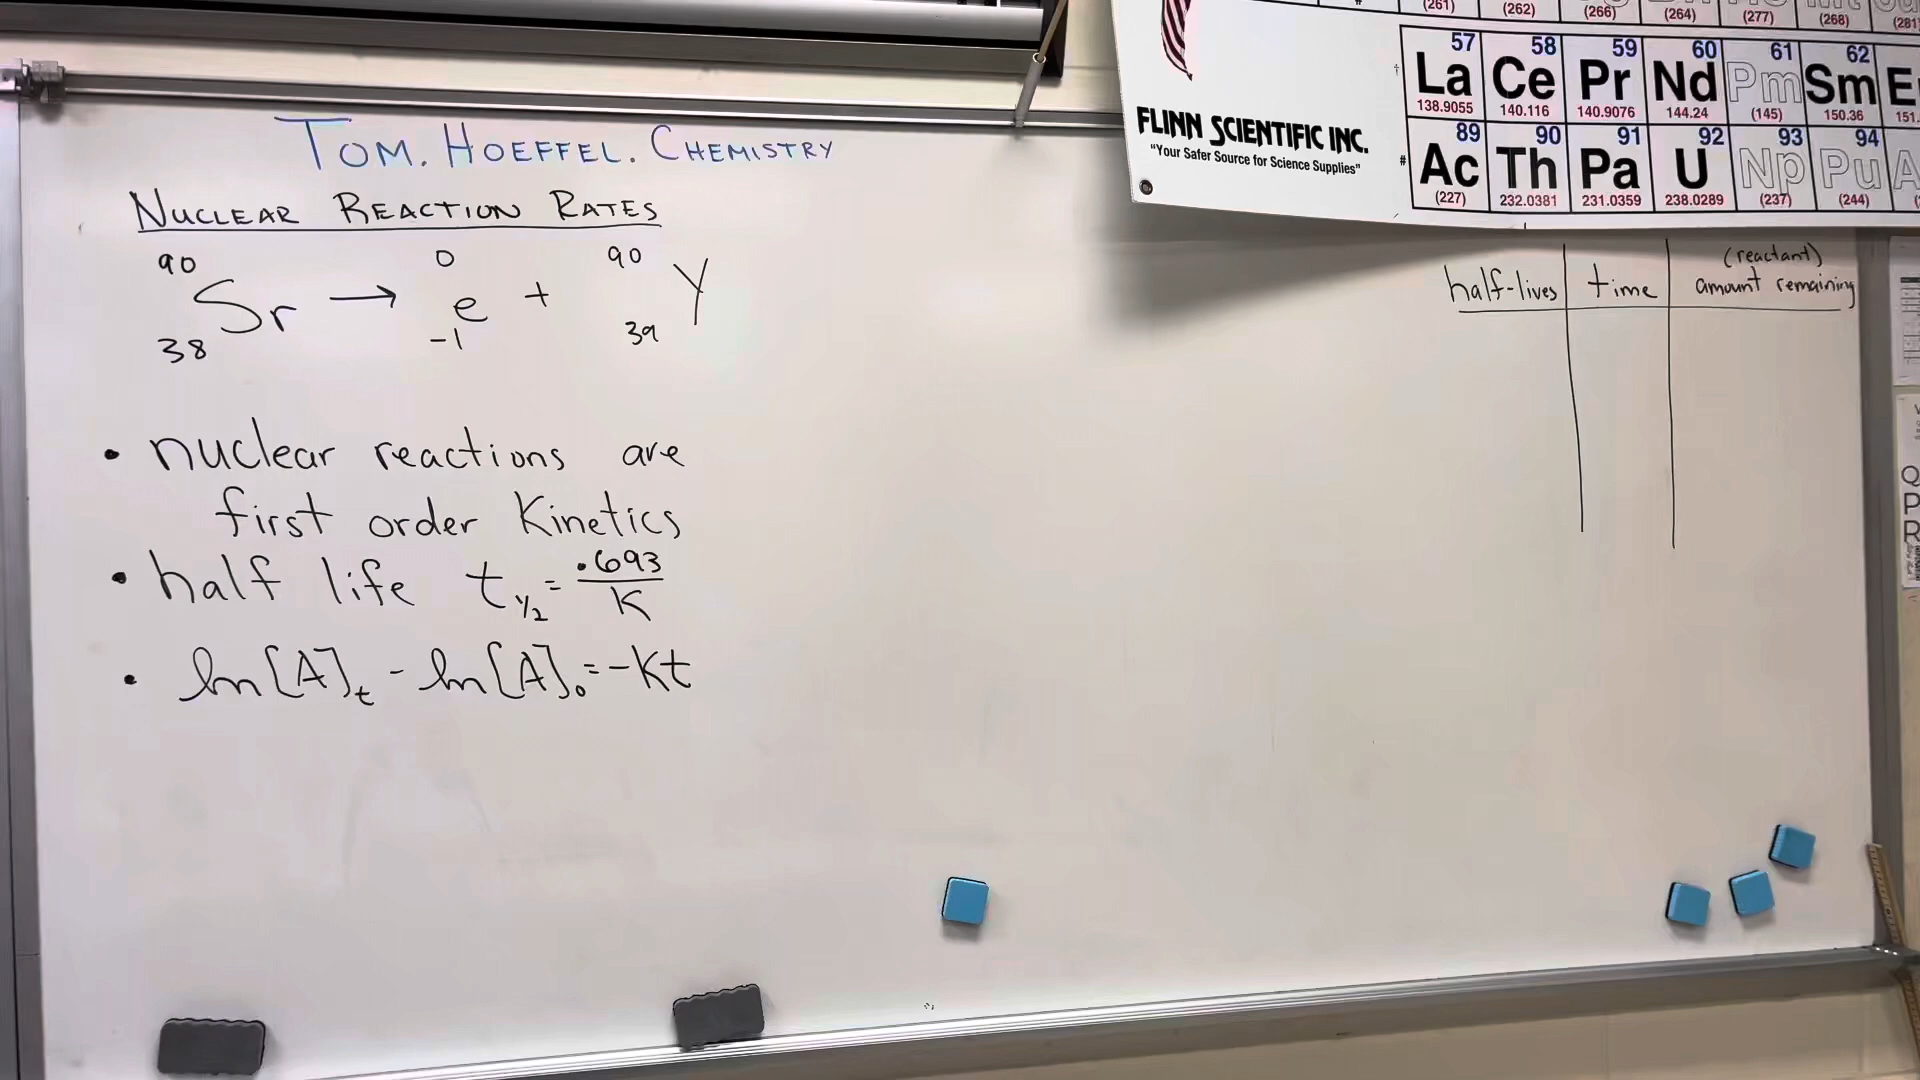 TOM. HOEFFEL. CHEMISTRY
NUCLEAR REACTION RATES
90 0 90
Sr → e + Y
38 -1 39
• nuclear reactions are
first order kinetics
• half life t½ = .693/K
• ln[A]t - ln[A]₀ = -kt
(261) (262) (266) (264) (277) (268) (281
57 58 59 60 61 62
La Ce Pr Nd Pm Sm E
138.9055 140.116 140.9076 144.24 (145) 150.36 151.
89 90 91 92 93 94
Ac Th Pa U Np Pu A
(227) 232.0381 231.0359 238.0289 (237) (244)
FLINN SCIENTIFIC INC.
"Your Safer Source for Science Supplies"
(reactant)
half-lives time amount remaining
Q
P
R